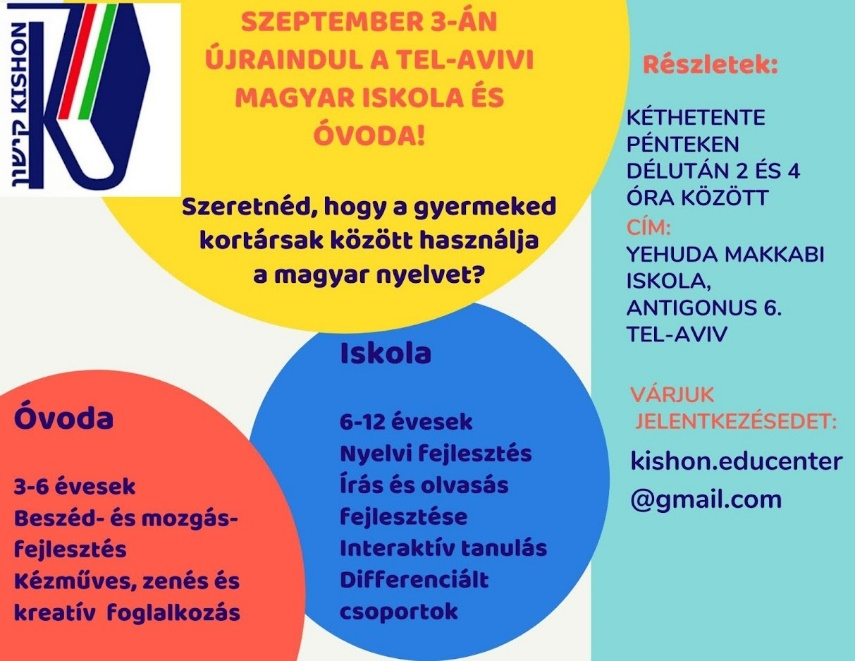 קישון KISHON
SZEPTEMBER 3-ÁN
ÚJRAINDUL A TEL-AVIVI
MAGYAR ISKOLA ÉS
ÓVODA!
Szeretnéd, hogy a gyermeked
kortársak között használja
a magyar nyelvet?
Iskola
6-12 évesek
Nyelvi fejlesztés
Írás és olvasás
fejlesztése
Interaktív tanulás
Differenciált
csoportok
Óvoda
3-6 évesek
Beszéd- és mozgás-
fejlesztés
Kézműves, zenés és
kreatív foglalkozás
Részletek:
KÉTHETENTE
PÉNTEKEN
DÉLUTÁN 2 ÉS 4
ÓRA KÖZÖTT
CÍM:
YEHUDA MAKKABI
ISKOLA,
ANTIGONUS 6.
TEL-AVIV
VÁRJUK
JELENTKEZÉSEDET:
kishon.educenter
@gmail.com